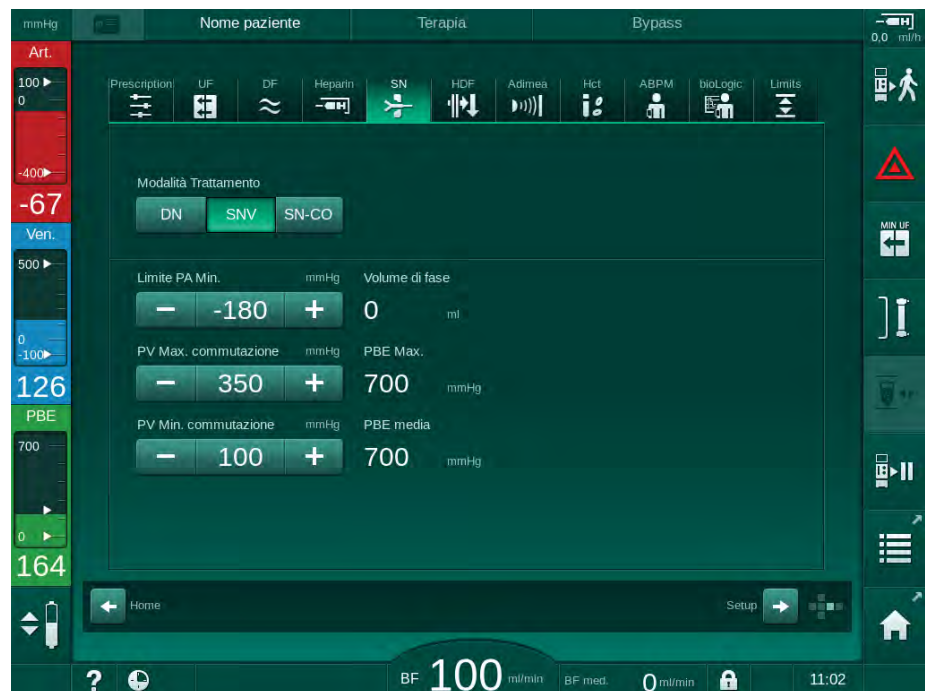 mmHg
Nome paziente
Terapia
Bypass
0,0 ml/h
Art.
100
0
-400
-67
Ven.
500
0
-100
126
PBE
700
0
164
Prescription
UF
DF
Heparin
SN
HDF
Adimea
Hct
ABPM
bioLogic
Limits
Modalità Trattamento
DN
SNV
SN-CO
Limite PA Min. mmHg
- -180 +
Volume di fase
0 ml
PV Max. commutazione mmHg
- 350 +
PBE Max.
700 mmHg
PV Min. commutazione mmHg
- 100 +
PBE media
700 mmHg
Home
Setup
MIN UF
? BF 100 ml/min
BF med. 0 ml/min
11:02